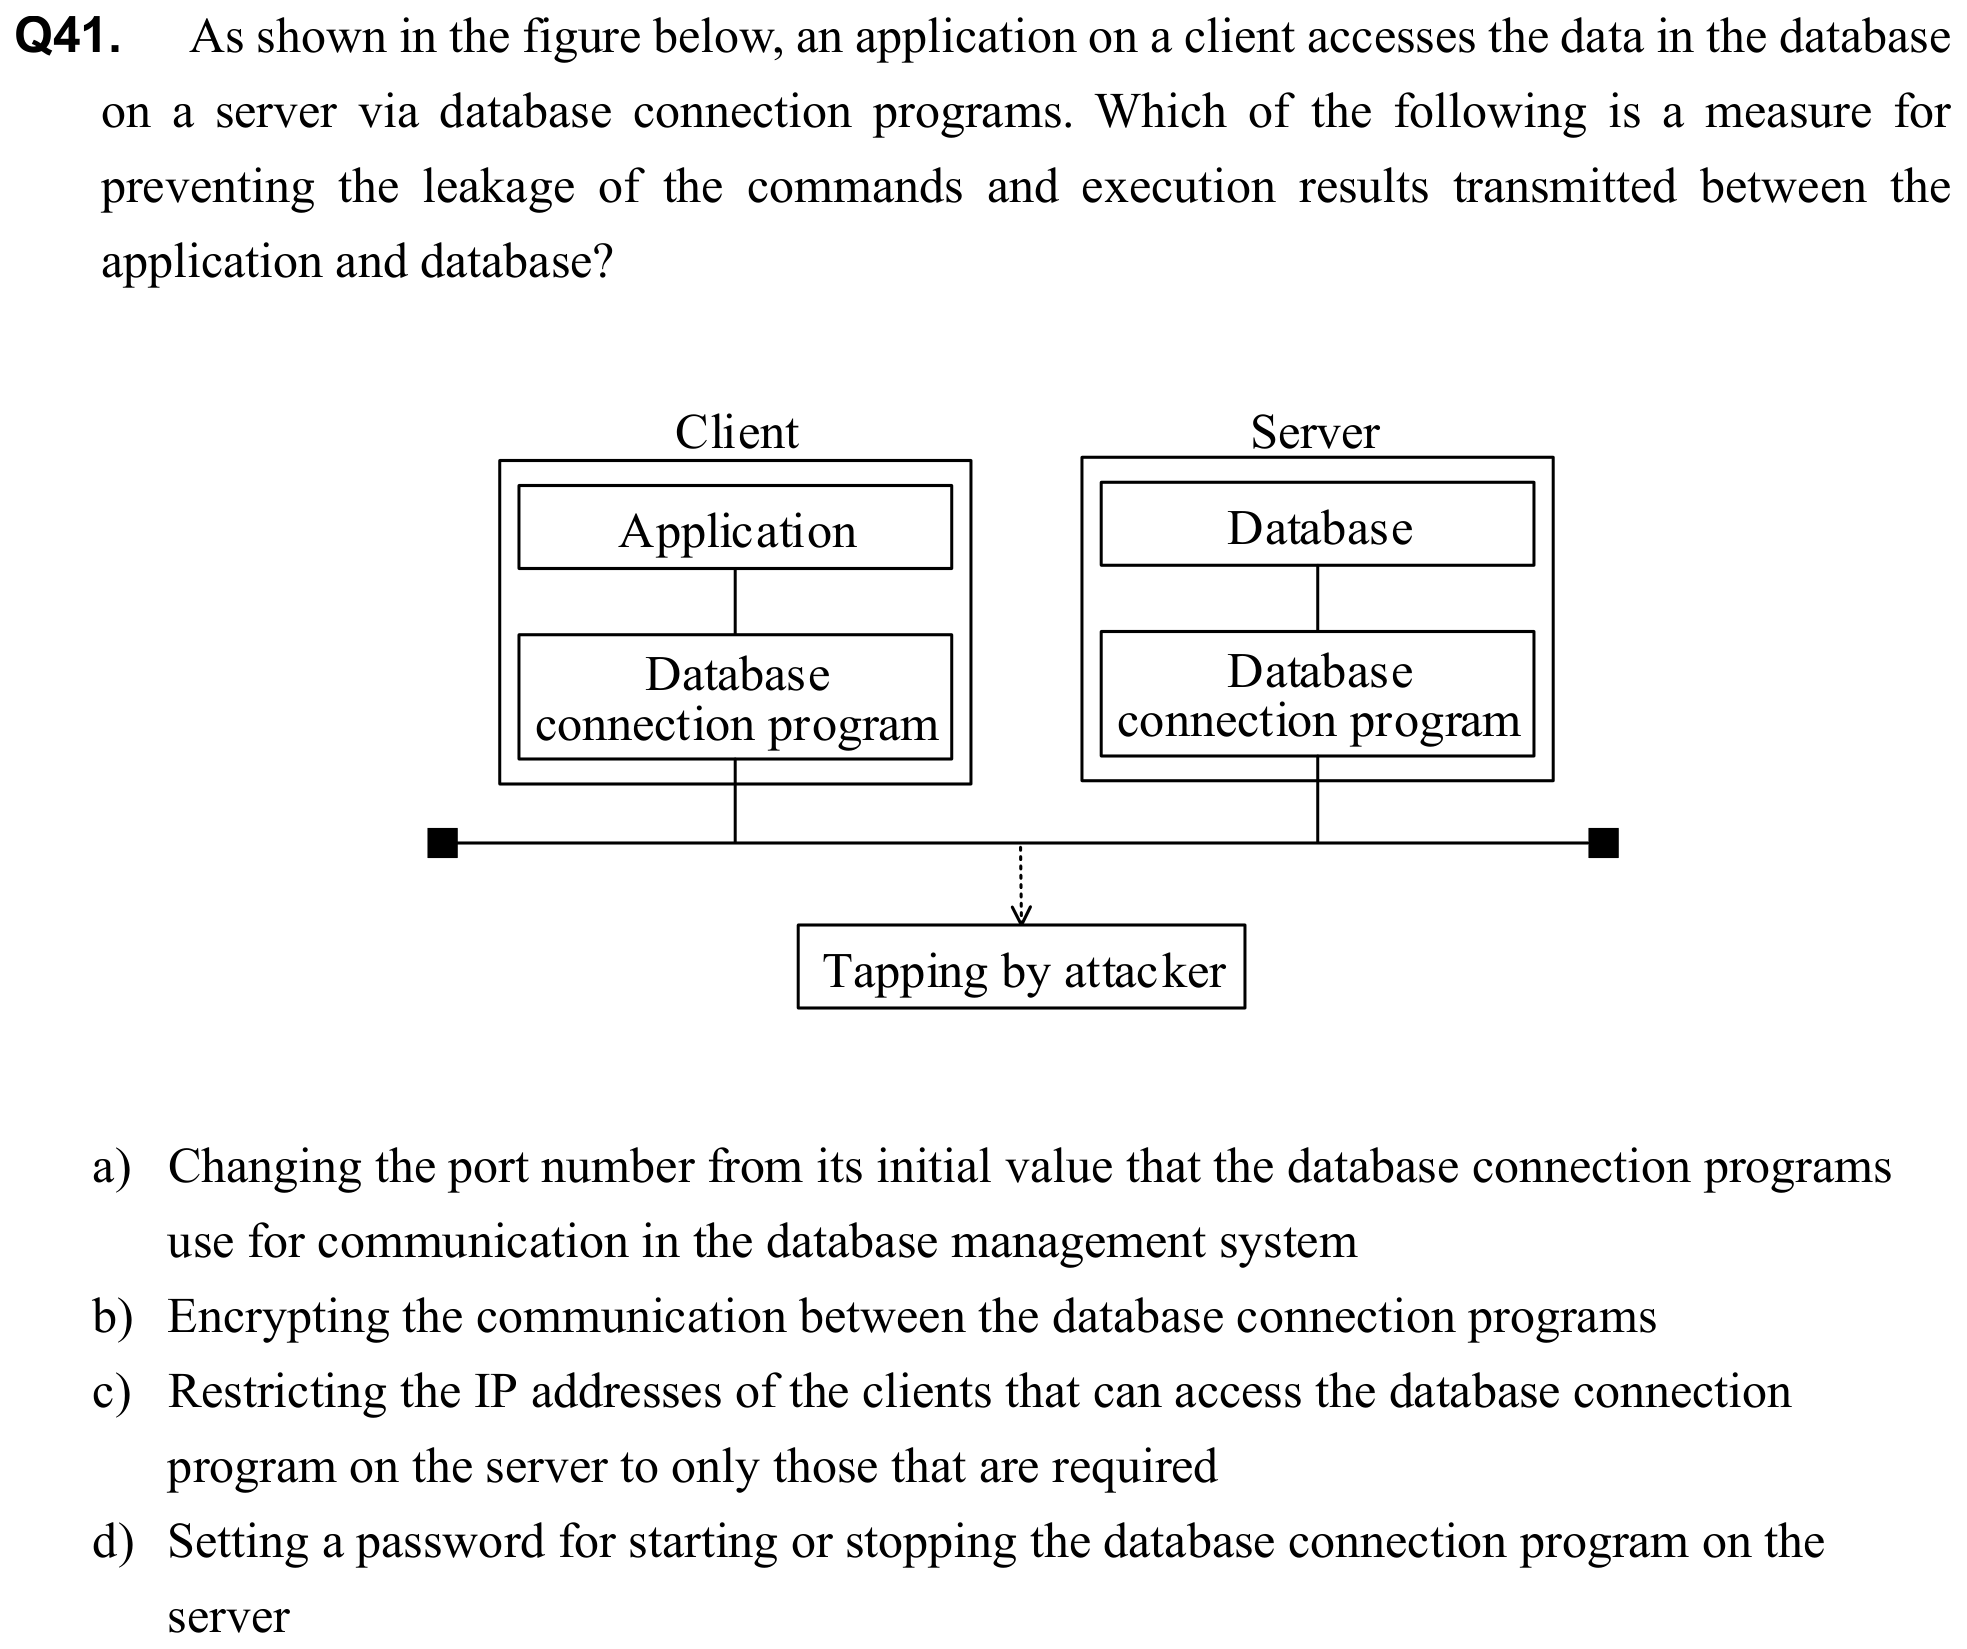 Q41. As shown in the figure below, an application on a client accesses the data in the database
on a server via database connection programs. Which of the following is a measure for
preventing the leakage of the commands and execution results transmitted between the
application and database?
Client
Server
Application
Database
Database
connection program
Database
connection program
Tapping by attacker
a) Changing the port number from its initial value that the database connection programs
use for communication in the database management system
b) Encrypting the communication between the database connection programs
c) Restricting the IP addresses of the clients that can access the database connection
program on the server to only those that are required
d) Setting a password for starting or stopping the database connection program on the
server